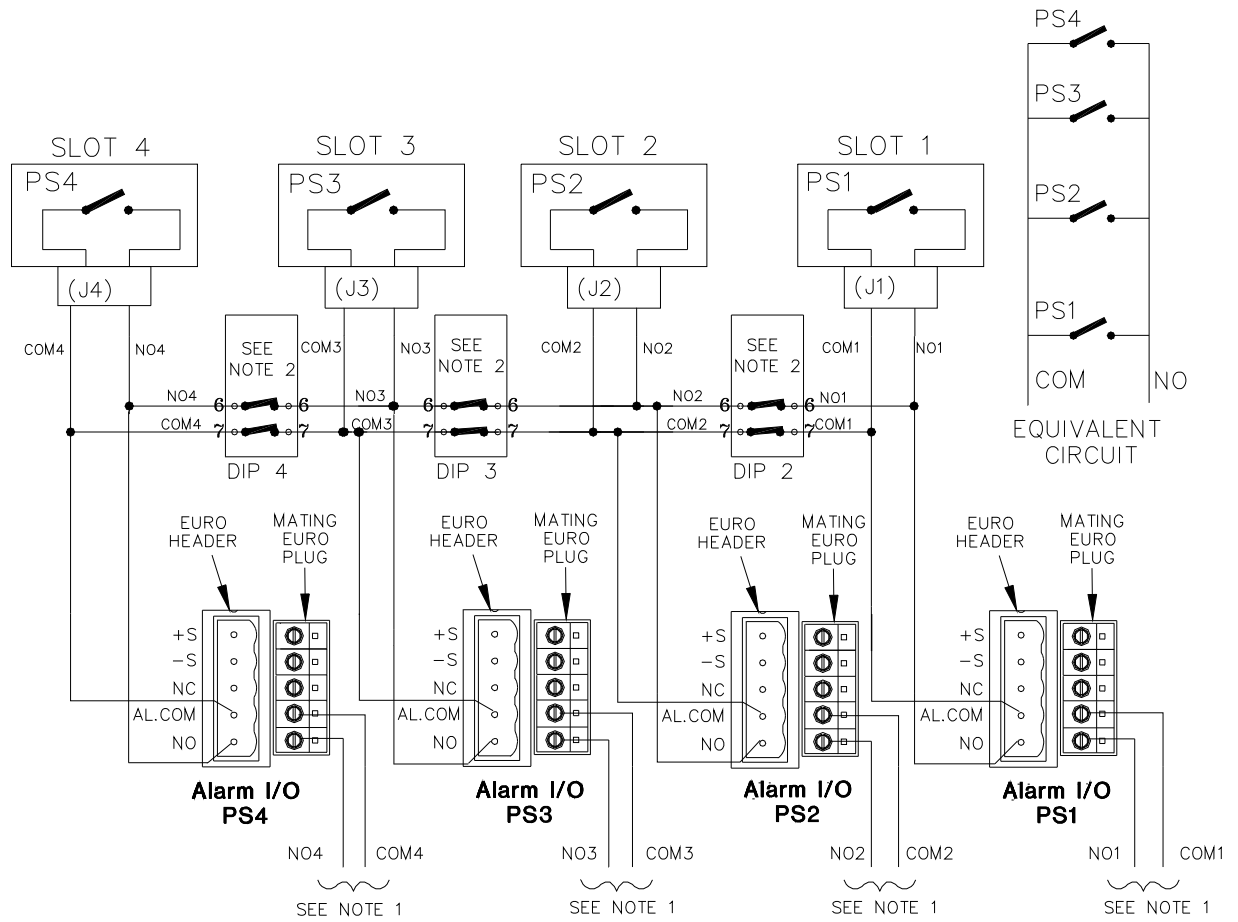 PS4
PS3
PS2
PS1
COM
NO
EQUIVALENT
CIRCUIT
SLOT 4
SLOT 3
SLOT 2
SLOT 1
PS4
PS3
PS2
PS1
(J4)
(J3)
(J2)
(J1)
COM4
NO4
SEE
NOTE 2
COM3
NO3
SEE
NOTE 2
COM2
NO2
SEE
NOTE 2
COM1
NO1
NO4
6
6
NO3
6
6
NO2
6
6
NO1
COM4
7
7
COM3
7
7
COM2
7
7
COM1
DIP 4
DIP 3
DIP 2
EURO
HEADER
MATING
EURO
PLUG
EURO
HEADER
MATING
EURO
PLUG
EURO
HEADER
MATING
EURO
PLUG
EURO
HEADER
MATING
EURO
PLUG
+S
-S
NC
AL.COM
NO
+S
-S
NC
AL.COM
NO
+S
-S
NC
AL.COM
NO
+S
-S
NC
AL.COM
NO
Alarm I/O
PS4
Alarm I/O
PS3
Alarm I/O
PS2
Alarm I/O
PS1
NO4
COM4
NO3
COM3
NO2
COM2
NO1
COM1
SEE NOTE 1
SEE NOTE 1
SEE NOTE 1
SEE NOTE 1